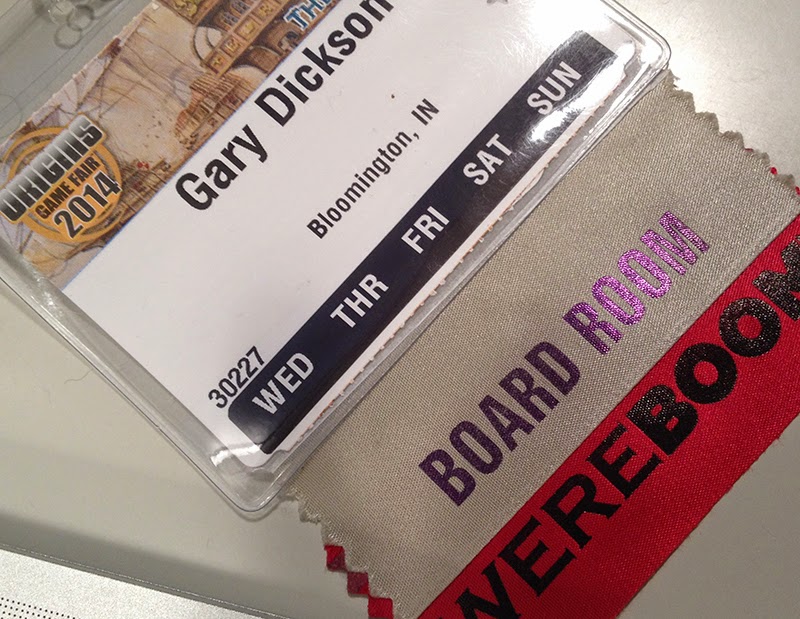 ORIGINS
GAME FAIR
2014
Gary Dickson
Bloomington, IN
30227
WED THR FRI SAT SUN
BOARD ROOM
WEREBOOM